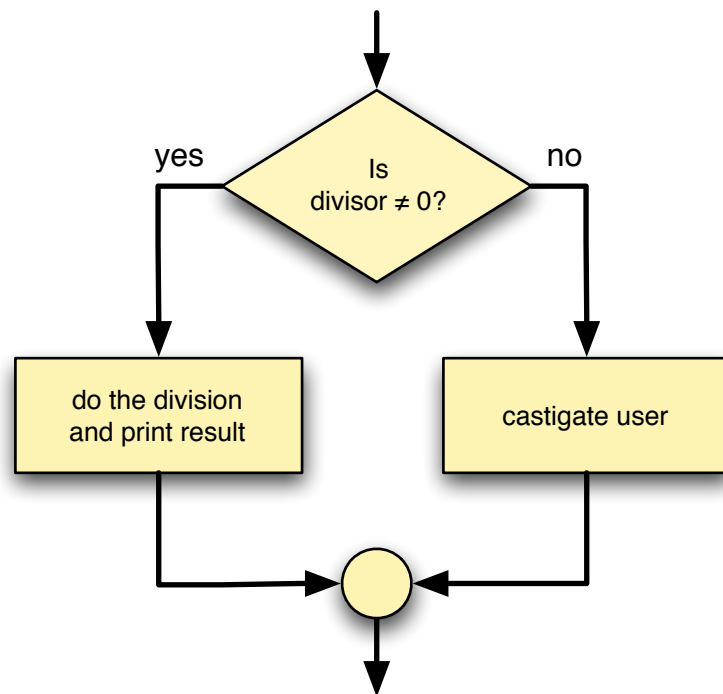 yes
no
Is
divisor ≠ 0?
do the division
and print result
castigate user